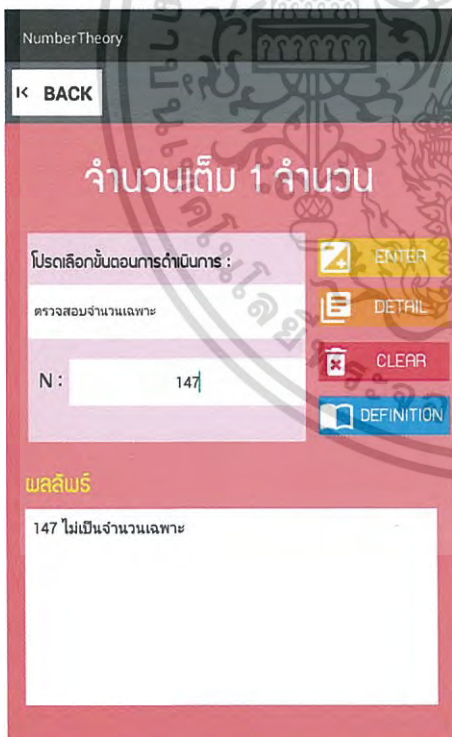 NumberTheory
BACK
จำนวนเต็ม 1 จำนวน
โปรดเลือกขั้นตอนการดำเนินการ :
ENTER
ตรวจสอบจำนวนเฉพาะ
DETAIL
CLEAR
N : 147
DEFINITION
ผลลัพธ์
147 ไม่เป็นจำนวนเฉพาะ